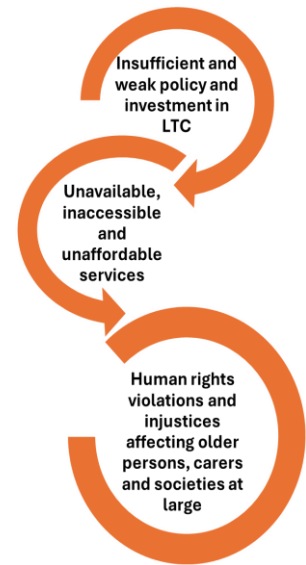 Insufficient and
weak policy and
investment in
LTC
Unavailable,
inaccessible
and
unaffordable
services
Human rights
violations and
injustices
affecting older
persons, carers
and societies at
large